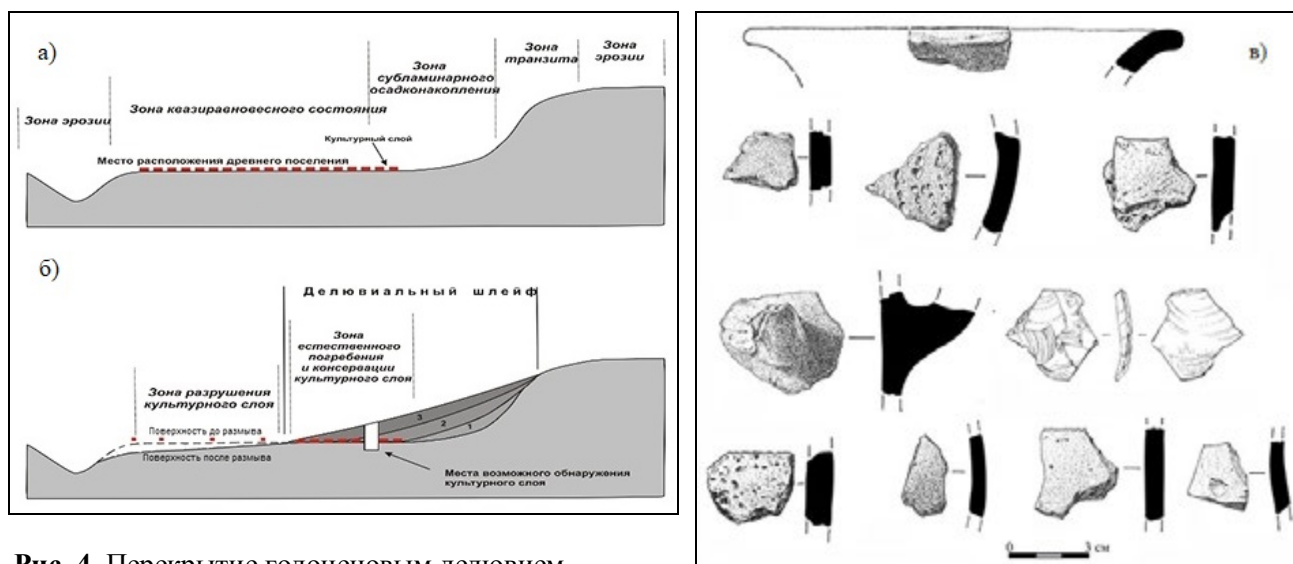 а)
Зона
субламинарного
осадконакопления
Зона
транзита
Зона
эрозии
Зона квазиравновесного состояния
Зона эрозии
Культурный слой
Место расположения древнего поселения
б)
Делювиальный шлейф
Зона
естественного
погребения
и консервации
культурного слоя
Зона разрушения
культурного слоя
Поверхность до размыва
Поверхность после размыва
3
2
1
Места возможного обнаружения
культурного слоя
в)
0 3 см
Рис. 4. Перекрытие голоценовым делювием